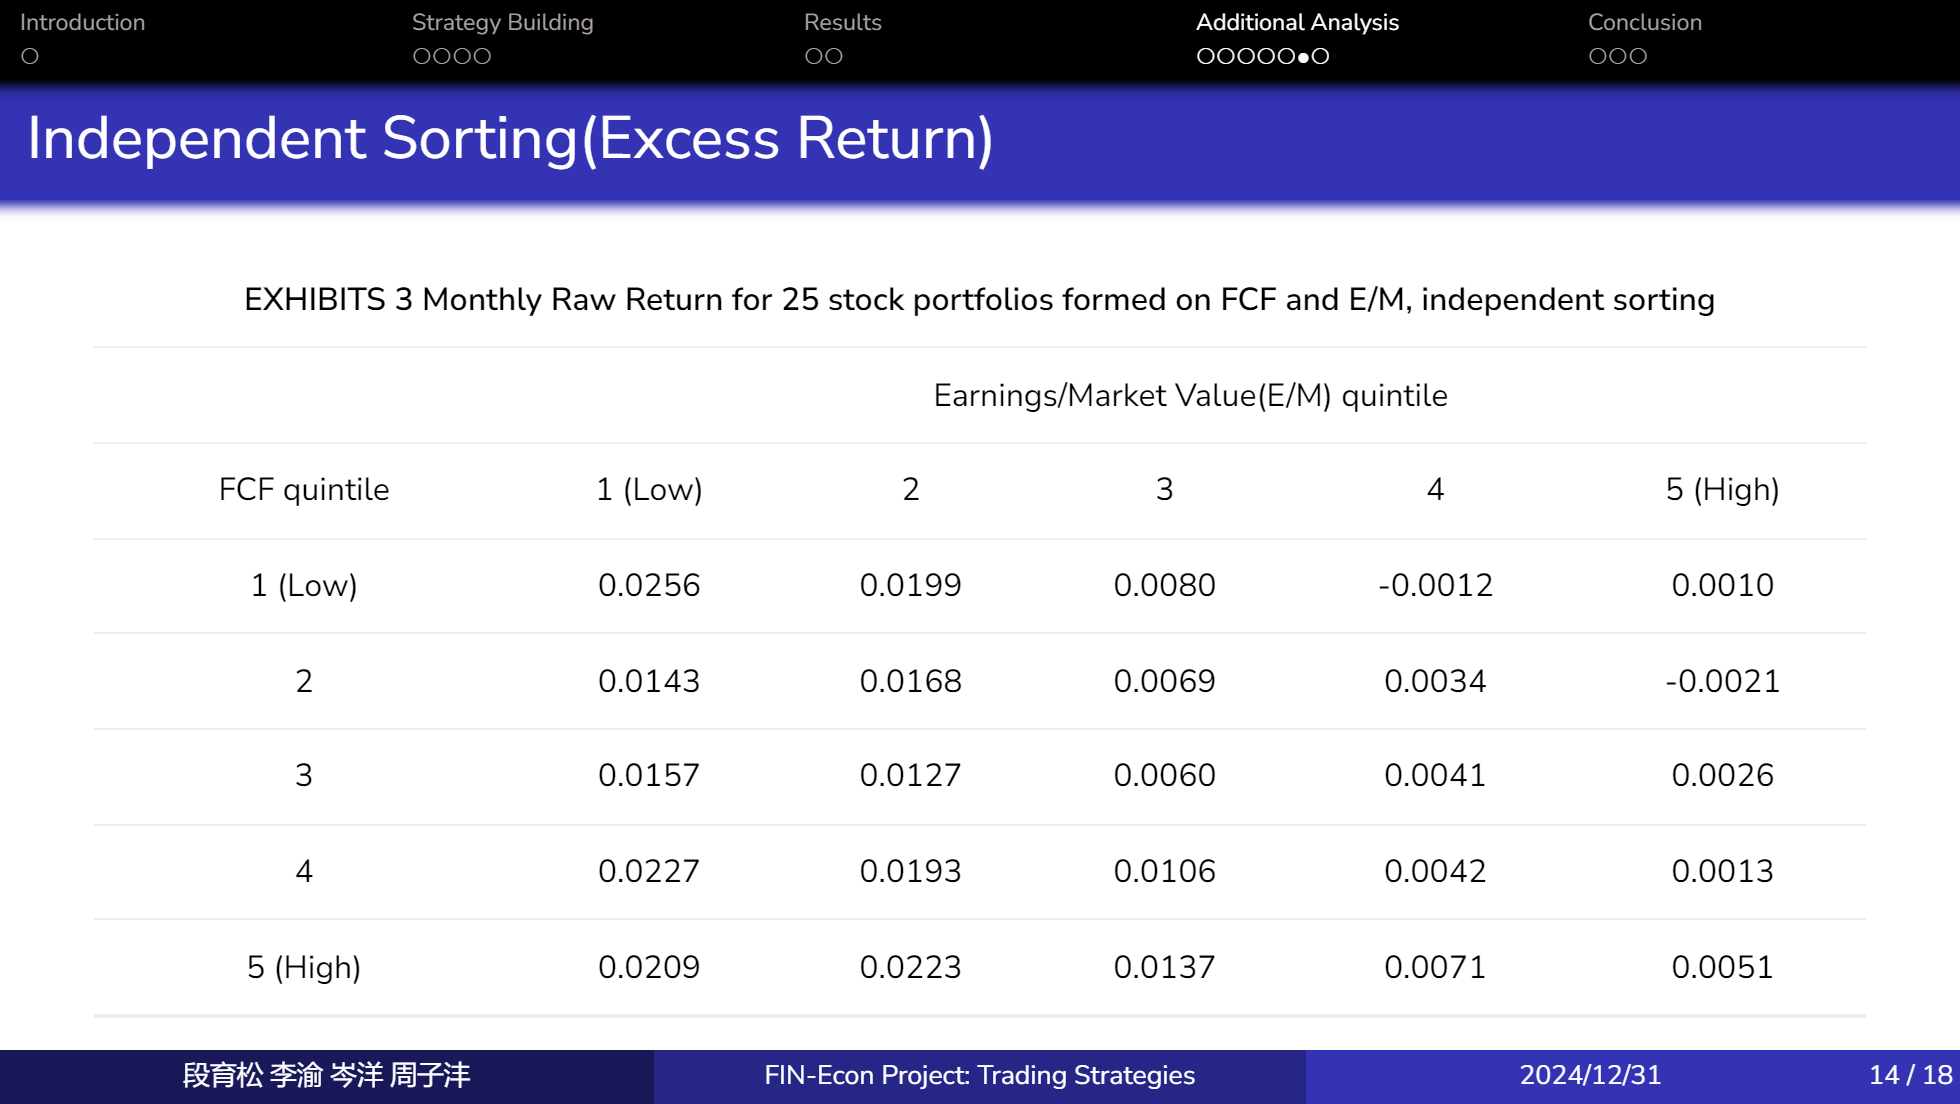 Introduction Strategy Building Results Additional Analysis Conclusion
Independent Sorting(Excess Return)
EXHIBITS 3 Monthly Raw Return for 25 stock portfolios formed on FCF and E/M, independent sorting
Earnings/Market Value(E/M) quintile
FCF quintile 1 (Low) 2 3 4 5 (High)
1 (Low) 0.0256 0.0199 0.0080 -0.0012 0.0010
2 0.0143 0.0168 0.0069 0.0034 -0.0021
3 0.0157 0.0127 0.0060 0.0041 0.0026
4 0.0227 0.0193 0.0106 0.0042 0.0013
5 (High) 0.0209 0.0223 0.0137 0.0071 0.0051
段育松 李渝 岑洋 周子沣 FIN-Econ Project: Trading Strategies 2024/12/31 14 / 18